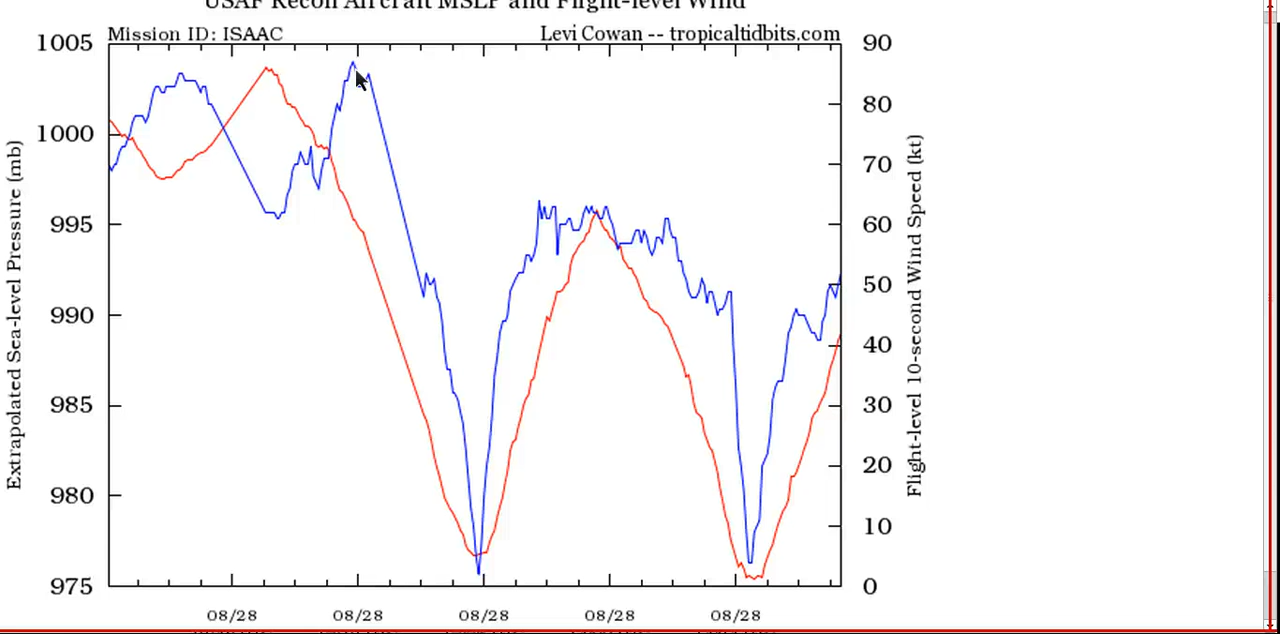 USAF Recon Aircraft MSLP and Flight-level Wind
Mission ID: ISAAC
Levi Cowan -- tropicaltidbits.com
1005
1000
995
990
985
980
975
Extrapolated Sea-level Pressure (mb)
90
80
70
60
50
40
30
20
10
0
Flight-level 10-second Wind Speed (kt)
08/28 08/28 08/28 08/28 08/28